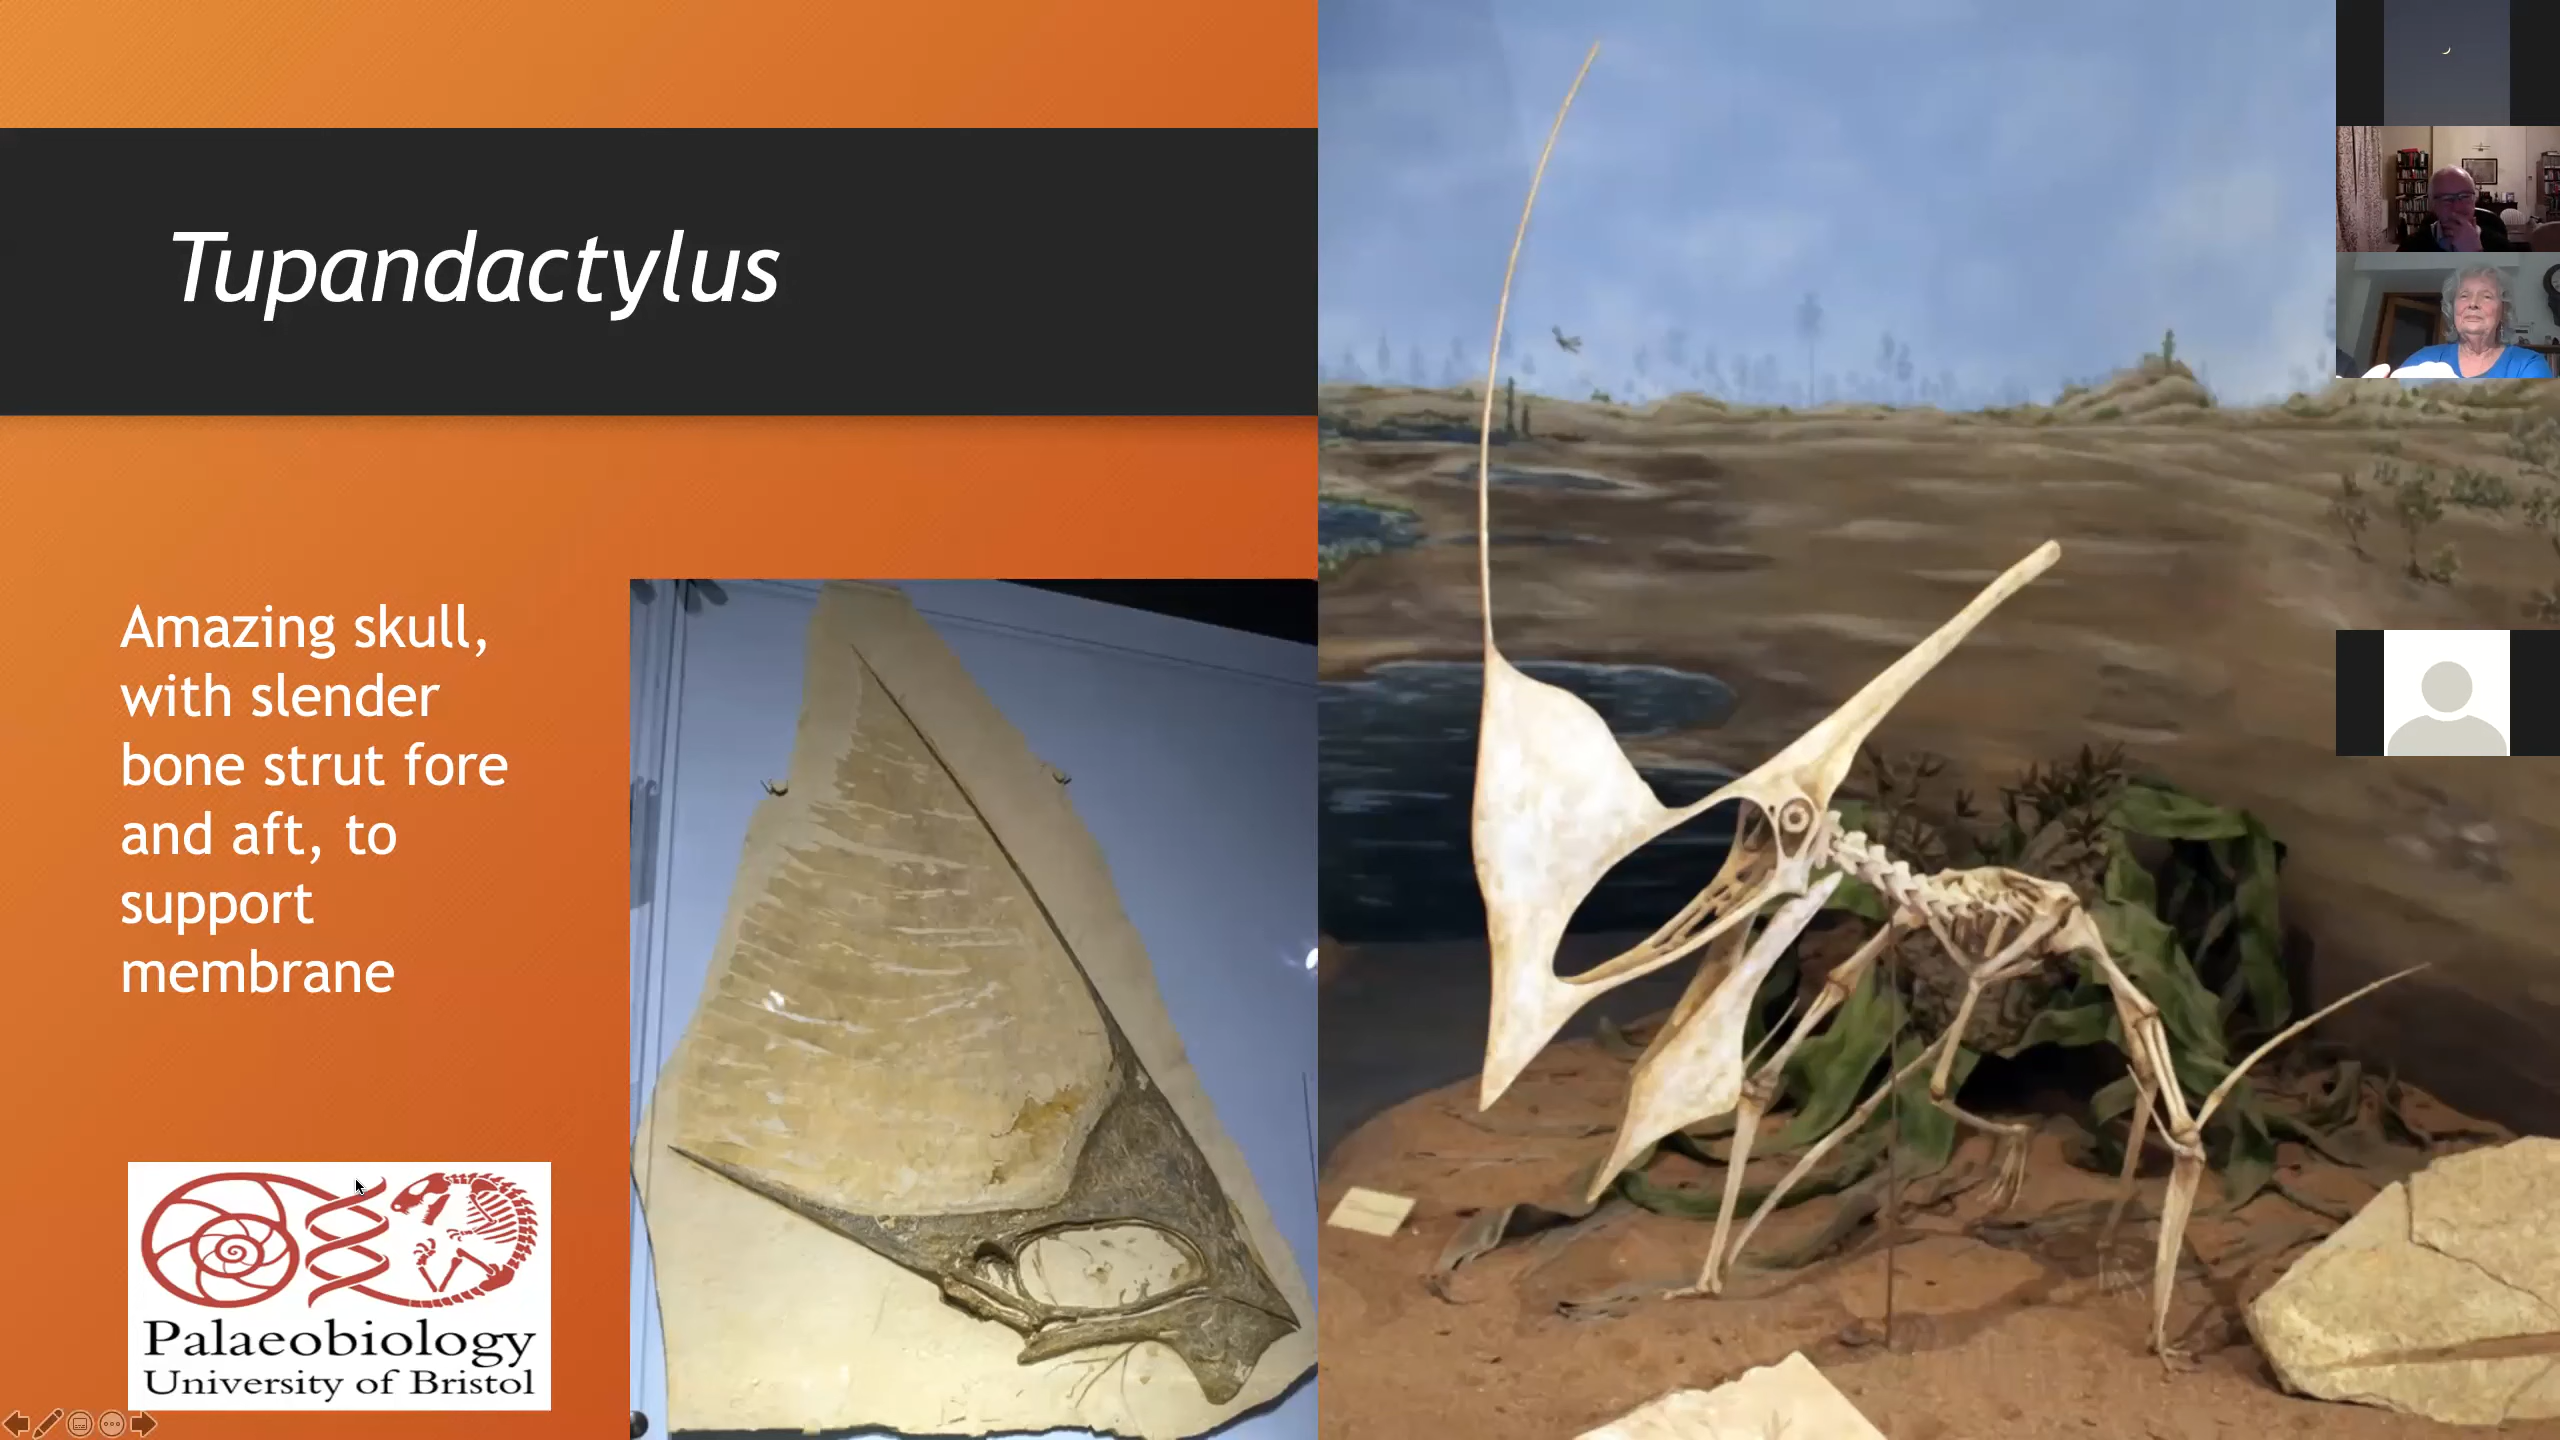 Tupandactylus
Amazing skull,
with slender
bone strut fore
and aft, to
support
membrane
Palaeobiology
University of Bristol